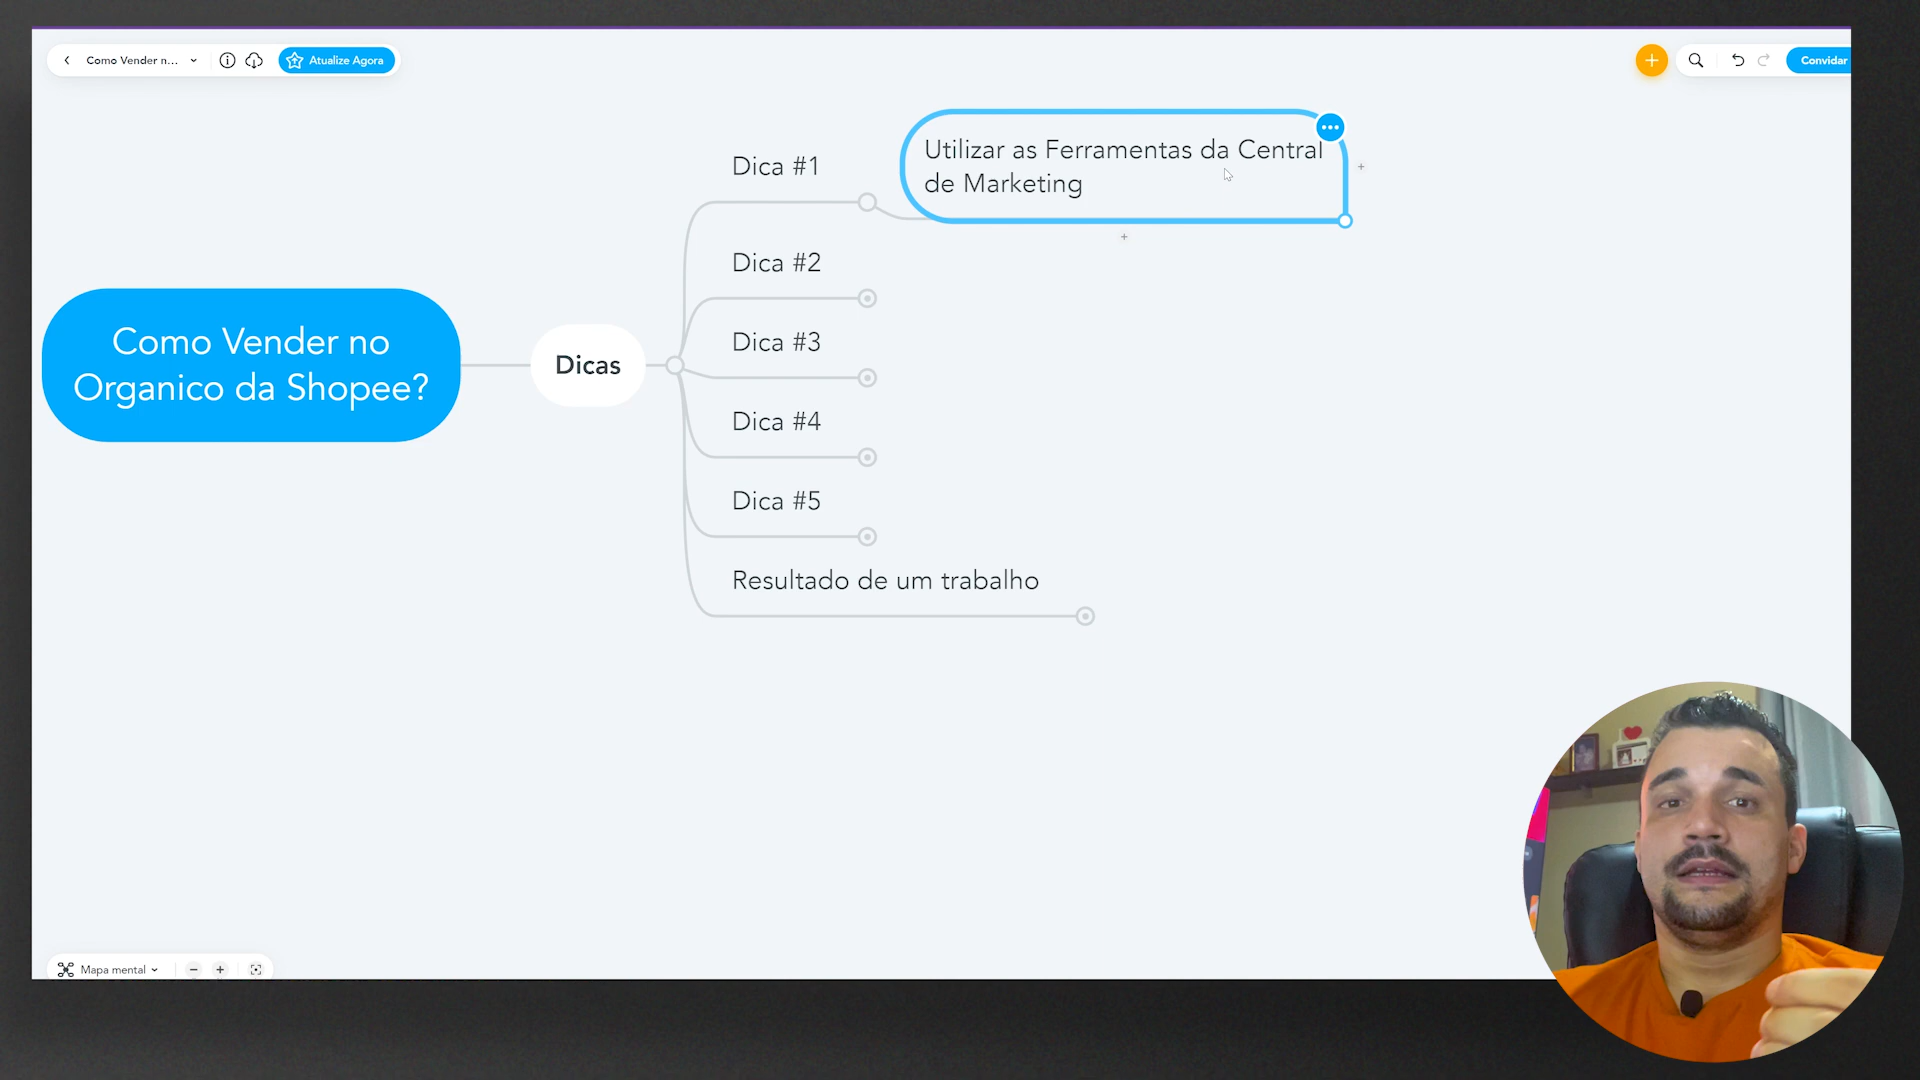 Como Vender n...
Atualize Agora
Convidar
Utilizar as Ferramentas da Central
de Marketing
Dica #1
Dica #2
Dica #3
Dica #4
Dica #5
Resultado de um trabalho
Dicas
Como Vender no
Organico da Shopee?
Mapa mental